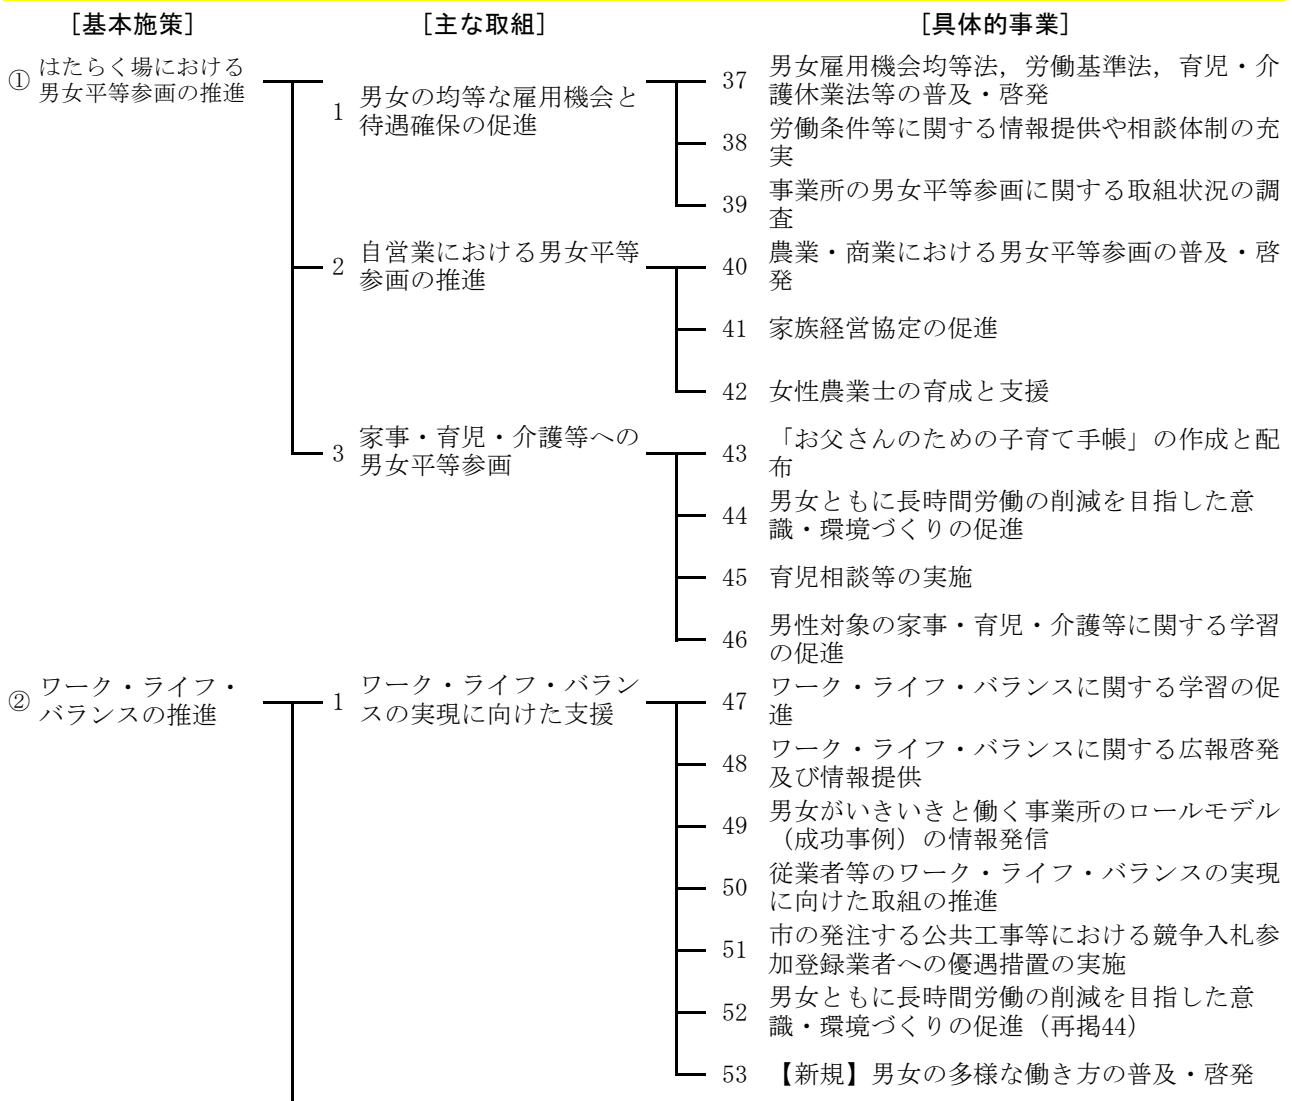 [基本施策] [主な取組] [具体的事業]
① はたらく場における
男女平等参画の推進
1 男女の均等な雇用機会と
待遇確保の促進
37 男女雇用機会均等法,労働基準法,育児・介
護休業法等の普及・啓発
38 労働条件等に関する情報提供や相談体制の充
実
39 事業所の男女平等参画に関する取組状況の調
査
2 自営業における男女平等
参画の推進
40 農業・商業における男女平等参画の普及・啓
発
41 家族経営協定の促進
42 女性農業士の育成と支援
3 家事・育児・介護等への
男女平等参画
43 「お父さんのための子育て手帳」の作成と配
布
44 男女ともに長時間労働の削減を目指した意
識・環境づくりの促進
45 育児相談等の実施
46 男性対象の家事・育児・介護等に関する学習
の促進
② ワーク・ライフ・
バランスの推進
1 ワーク・ライフ・バラン
スの実現に向けた支援
47 ワーク・ライフ・バランスに関する学習の促
進
48 ワーク・ライフ・バランスに関する広報啓発
及び情報提供
49 男女がいきいきと働く事業所のロールモデル
(成功事例)の情報発信
50 従業者等のワーク・ライフ・バランスの実現
に向けた取組の推進
51 市の発注する公共工事等における競争入札参
加登録業者への優遇措置の実施
52 男女ともに長時間労働の削減を目指した意
識・環境づくりの促進(再掲44)
53 【新規】男女の多様な働き方の普及・啓発